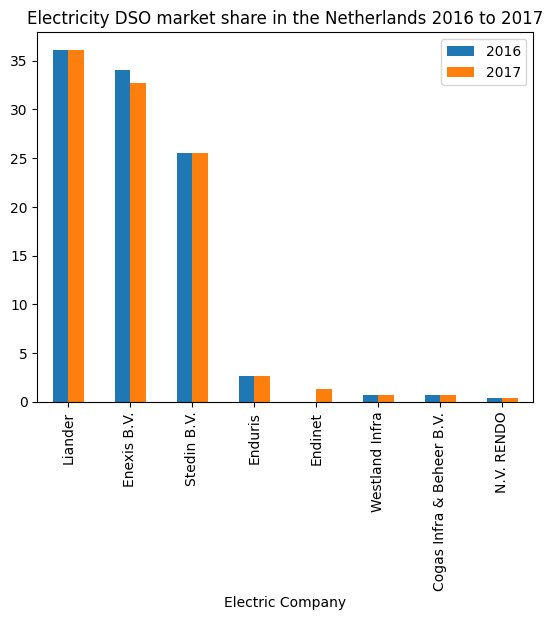 Electricity DSO market share in the Netherlands 2016 to 2017
2016
2017
35
30
25
20
15
10
5
0
Liander
Enexis B.V.
Stedin B.V.
Enduris
Endinet
Westland Infra
Cogas Infra & Beheer B.V.
N.V. RENDO
Electric Company